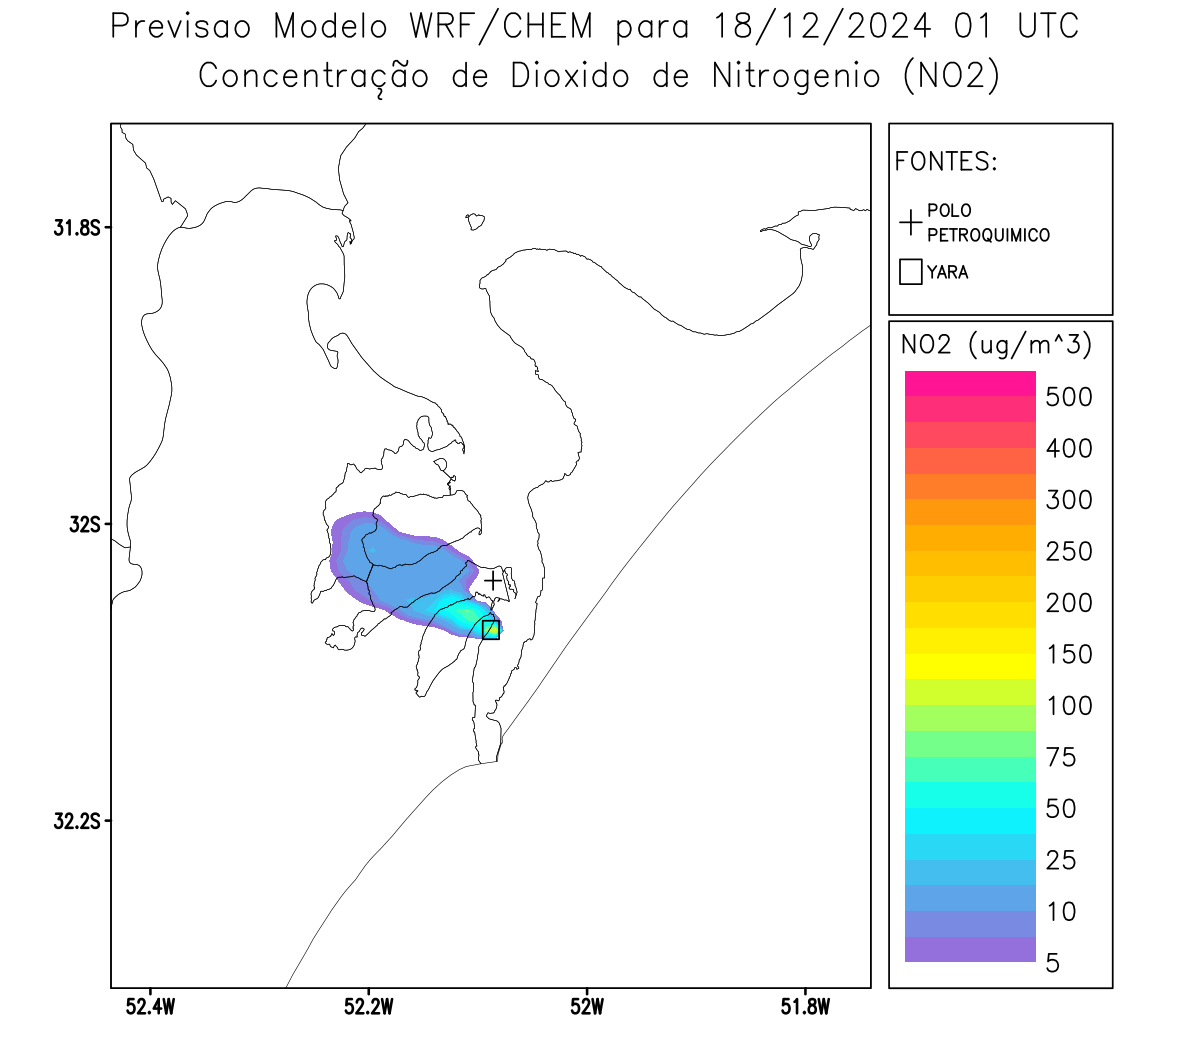 Previsao Modelo WRF/CHEM para 18/12/2024 01 UTC
Concentração de Dioxido de Nitrogenio (NO2)
FONTES:
POLO
PETROQUIMICO
YARA
NO2 (ug/m^3)
500
400
300
250
200
150
100
75
50
25
10
5
31.8S
32S
32.2S
52.4W
52.2W
52W
51.8W